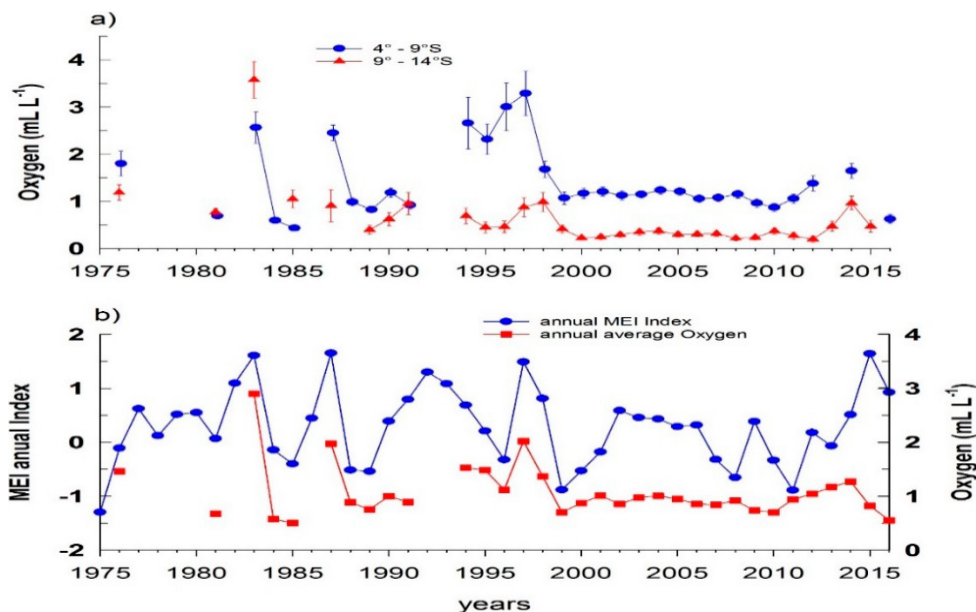 a)
4° - 9°S
9° - 14°S
Oxygen (mL L-1)
4
3
2
1
0
1975 1980 1985 1990 1995 2000 2005 2010 2015
b)
annual MEI Index
annual average Oxygen
MEI anual Index
2
1
0
-1
-2
4
3
2
1
0
Oxygen (mL L-1)
1975 1980 1985 1990 1995 2000 2005 2010 2015
years